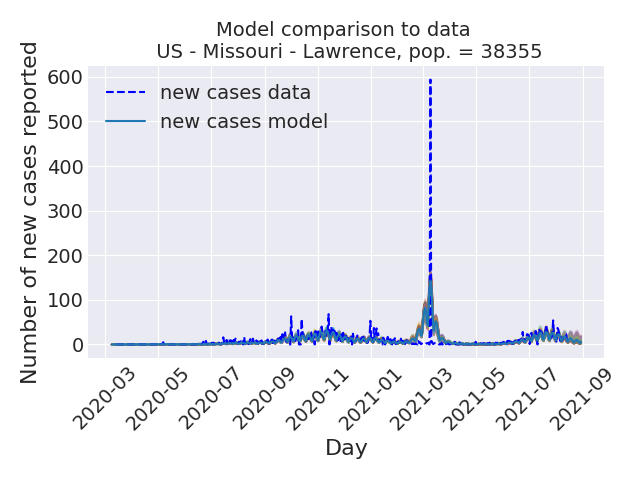 Model comparison to data
US - Missouri - Lawrence, pop. = 38355
Number of new cases reported
600
500
400
300
200
100
0
new cases data
new cases model
2020-03
2020-05
2020-07
2020-09
2020-11
2021-01
2021-03
2021-05
2021-07
2021-09
Day